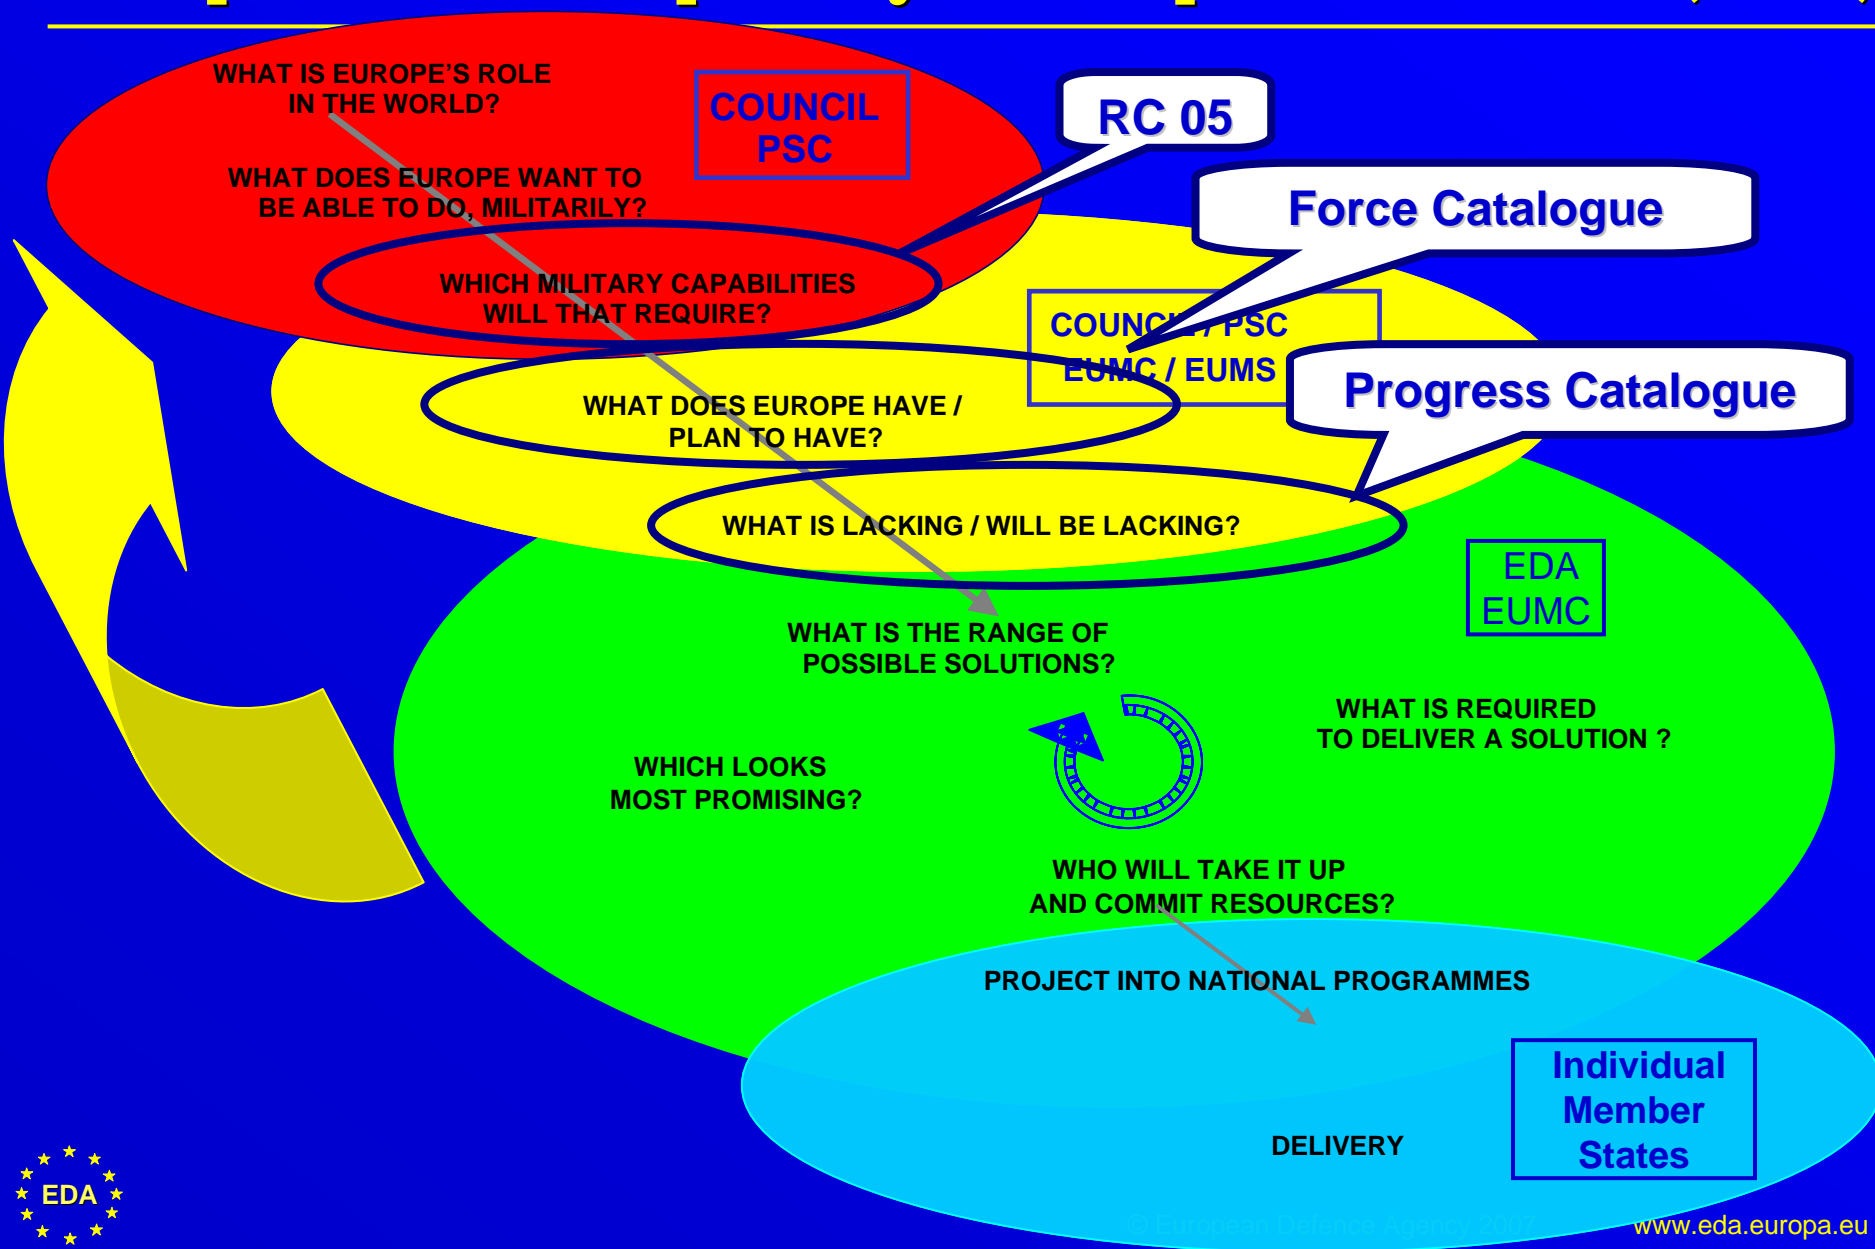 WHAT IS EUROPE'S ROLE
IN THE WORLD?
COUNCIL
PSC
RC 05
WHAT DOES EUROPE WANT TO
BE ABLE TO DO, MILITARILY?
Force Catalogue
WHICH MILITARY CAPABILITIES
WILL THAT REQUIRE?
COUNCIL / PSC
EUMC / EUMS
Progress Catalogue
WHAT DOES EUROPE HAVE /
PLAN TO HAVE?
WHAT IS LACKING / WILL BE LACKING?
EDA
EUMC
WHAT IS THE RANGE OF
POSSIBLE SOLUTIONS?
WHAT IS REQUIRED
TO DELIVER A SOLUTION ?
WHICH LOOKS
MOST PROMISING?
WHO WILL TAKE IT UP
AND COMMIT RESOURCES?
PROJECT INTO NATIONAL PROGRAMMES
Individual
Member
States
DELIVERY
EDA
© European Defence Agency 2007
www.eda.europa.eu